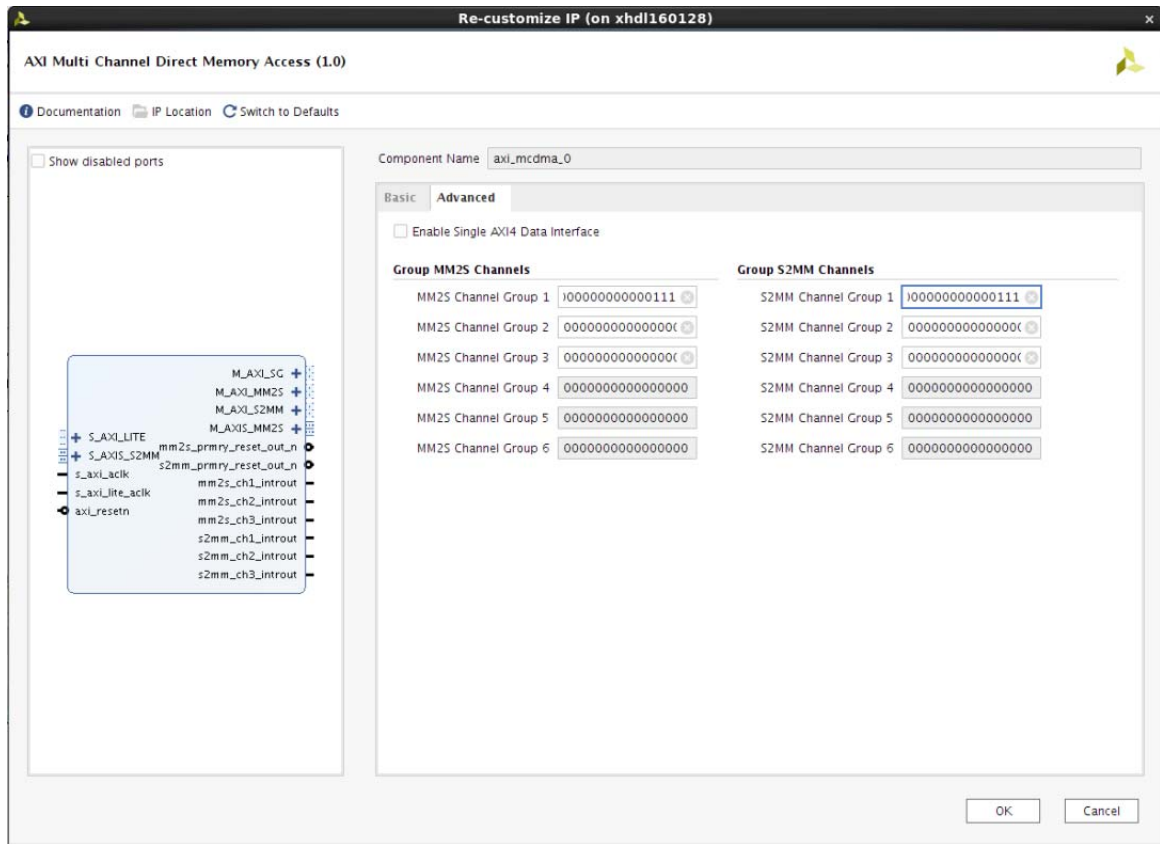 Re-customize IP (on xhdl160128)
AXI Multi Channel Direct Memory Access (1.0)
Documentation IP Location Switch to Defaults
Show disabled ports
M_AXI_SG
M_AXI_MM2S
M_AXI_S2MM
M_AXIS_MM2S
S_AXI_LITE
mm2s_prmry_reset_out_n
S_AXIS_S2MM
s2mm_prmry_reset_out_n
s_axi_aclk
mm2s_ch1_introut
s_axi_lite_aclk
mm2s_ch2_introut
axi_resetn
mm2s_ch3_introut
s2mm_ch1_introut
s2mm_ch2_introut
s2mm_ch3_introut
Component Name axi_mcdma_0
Basic Advanced
Enable Single AXI4 Data Interface
Group MM2S Channels
MM2S Channel Group 1 )00000000000111
MM2S Channel Group 2 00000000000000(
MM2S Channel Group 3 00000000000000(
MM2S Channel Group 4 0000000000000000
MM2S Channel Group 5 0000000000000000
MM2S Channel Group 6 0000000000000000
Group S2MM Channels
S2MM Channel Group 1 )00000000000111
S2MM Channel Group 2 00000000000000(
S2MM Channel Group 3 00000000000000(
S2MM Channel Group 4 0000000000000000
S2MM Channel Group 5 0000000000000000
S2MM Channel Group 6 0000000000000000
OK Cancel